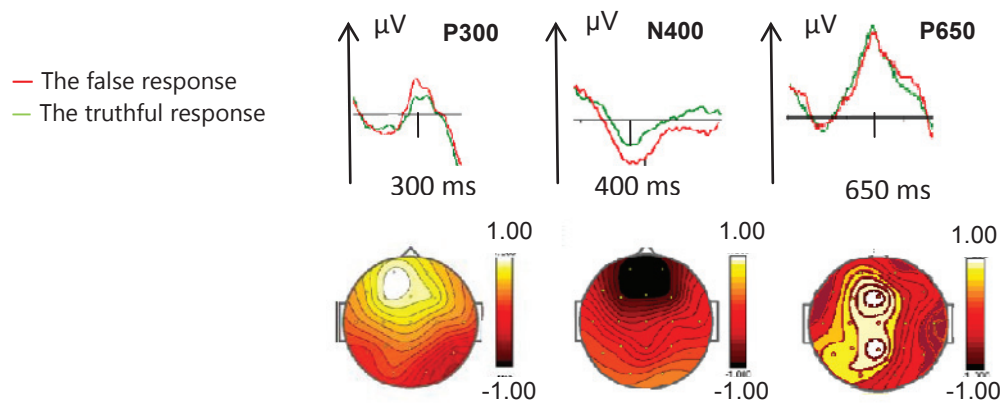 μV P300 μV N400 μV P650
The false response
The truthful response
300 ms 400 ms 650 ms
1.00 1.00 1.00
-1.00 -1.00 -1.00